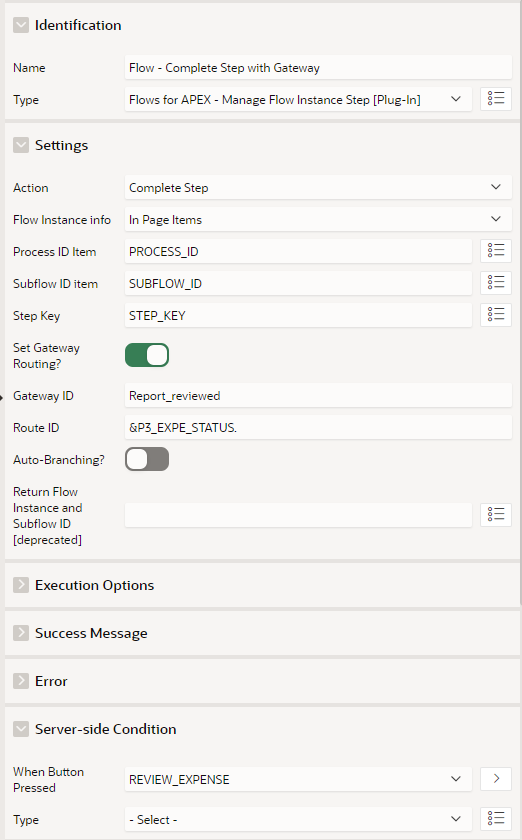 Identification
Name Flow - Complete Step with Gateway
Type Flows for APEX - Manage Flow Instance Step [Plug-In]
Settings
Action Complete Step
Flow Instance info In Page Items
Process ID Item PROCESS_ID
Subflow ID item SUBFLOW_ID
Step Key STEP_KEY
Set Gateway
Routing?
Gateway ID Report_reviewed
Route ID &P3_EXPE_STATUS.
Auto-Branching?
Return Flow
Instance and
Subflow ID
[deprecated]
Execution Options
Success Message
Error
Server-side Condition
When Button
Pressed REVIEW_EXPENSE
Type - Select -